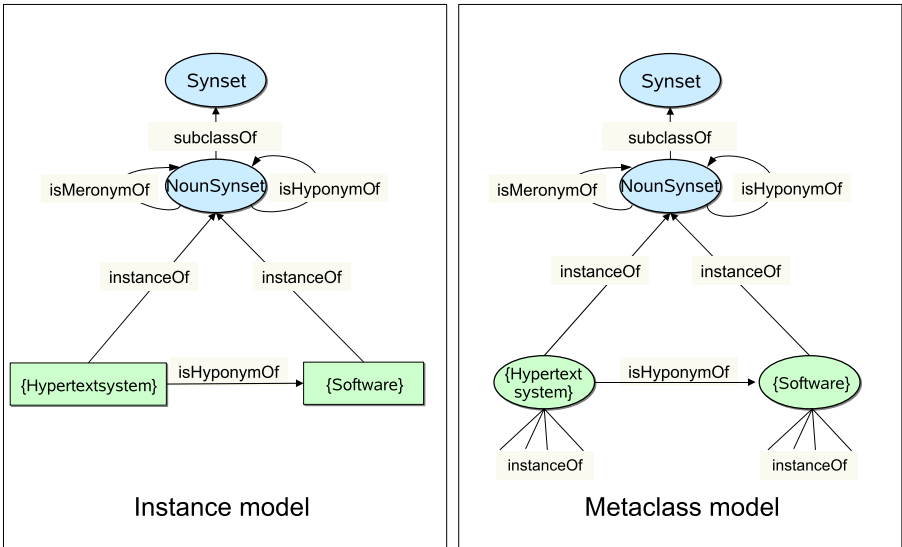 Synset
subclassOf
NounSynset
isMeronymOf
isHyponymOf
instanceOf
instanceOf
{Hypertextsystem}
isHyponymOf
{Software}
Instance model
Synset
subclassOf
NounSynset
isMeronymOf
isHyponymOf
instanceOf
instanceOf
{Hypertext
system}
isHyponymOf
{Software}
instanceOf
instanceOf
Metaclass model